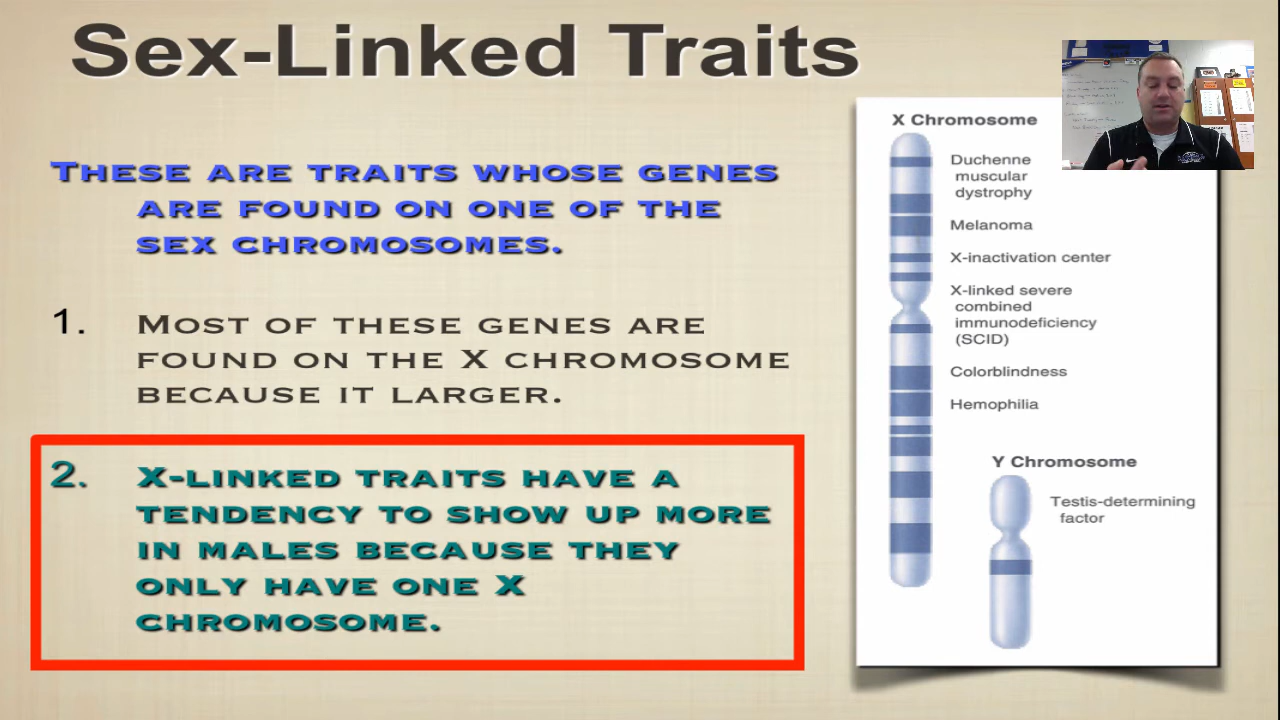 Sex-Linked Traits
These are traits whose genes
are found on one of the
sex chromosomes.
1. Most of these genes are
found on the X chromosome
because it larger.
2. X-linked traits have a
tendency to show up more
in males because they
only have one X
chromosome.
X Chromosome
Duchenne
muscular
dystrophy
Melanoma
X-inactivation center
X-linked severe
combined
immunodeficiency
(SCID)
Colorblindness
Hemophilia
Y Chromosome
Testis-determining
factor